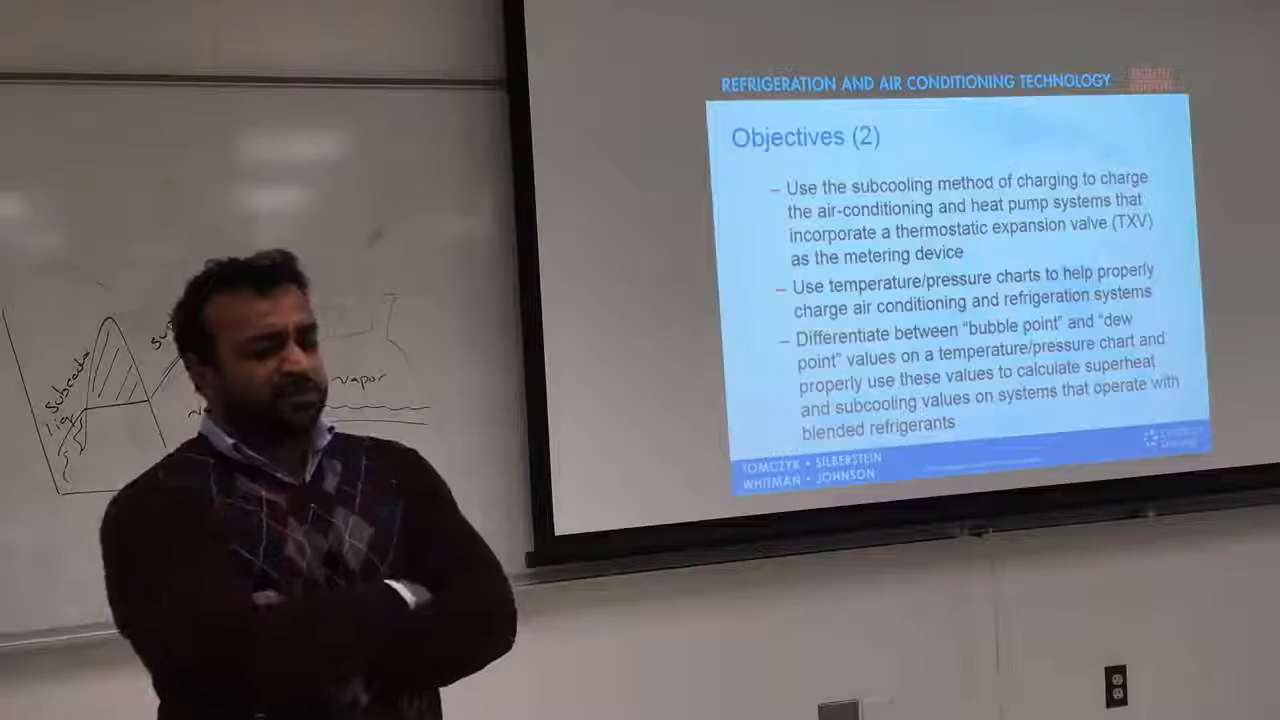 REFRIGERATION AND AIR CONDITIONING TECHNOLOGY
Objectives (2)
– Use the subcooling method of charging to charge
the air-conditioning and heat pump systems that
incorporate a thermostatic expansion valve (TXV)
as the metering device
– Use temperature/pressure charts to help properly
charge air conditioning and refrigeration systems
– Differentiate between “bubble point” and “dew
point” values on a temperature/pressure chart and
properly use these values to calculate superheat
and subcooling values on systems that operate with
blended refrigerants
TOMCZYK • SILBERSTEIN
WHITMAN • JOHNSON
vapor